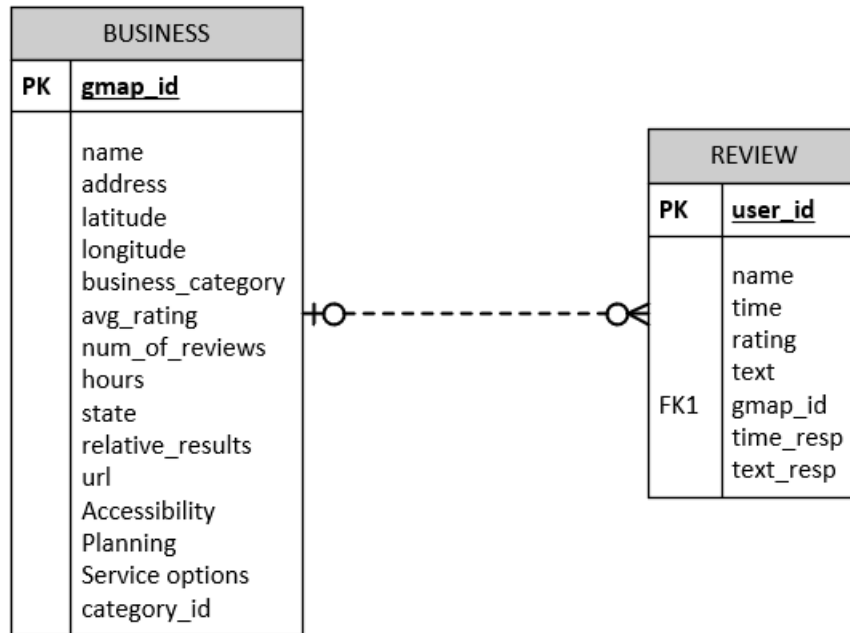 BUSINESS
PK gmap_id
name
address
latitude
longitude
business_category
avg_rating
num_of_reviews
hours
state
relative_results
url
Accessibility
Planning
Service options
category_id
REVIEW
PK user_id
name
time
rating
text
FK1 gmap_id
time_resp
text_resp